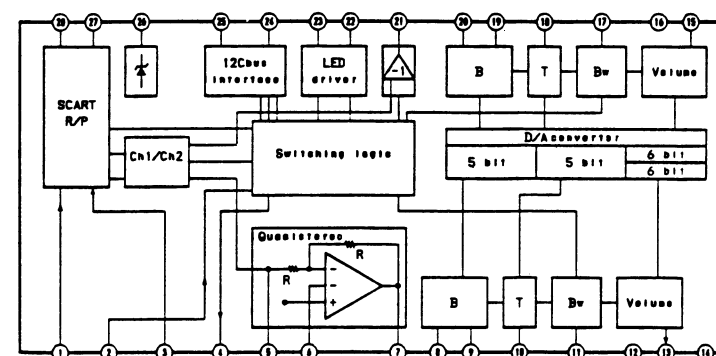 28 27 26 25 24 23 22 21 20 19 18 17 16 15
SCART
R/P
I2Cbus
interface
LED
driver
-1
B
T
Bw
Volume
Ch1/Ch2
Switching logic
D/Aconverter
5 bit
5 bit
6 bit
6 bit
Quasistereo
R
R
-
-
+
B
T
Bw
Volume
1 2 3 4 5 6 7 8 9 10 11 12 13 14